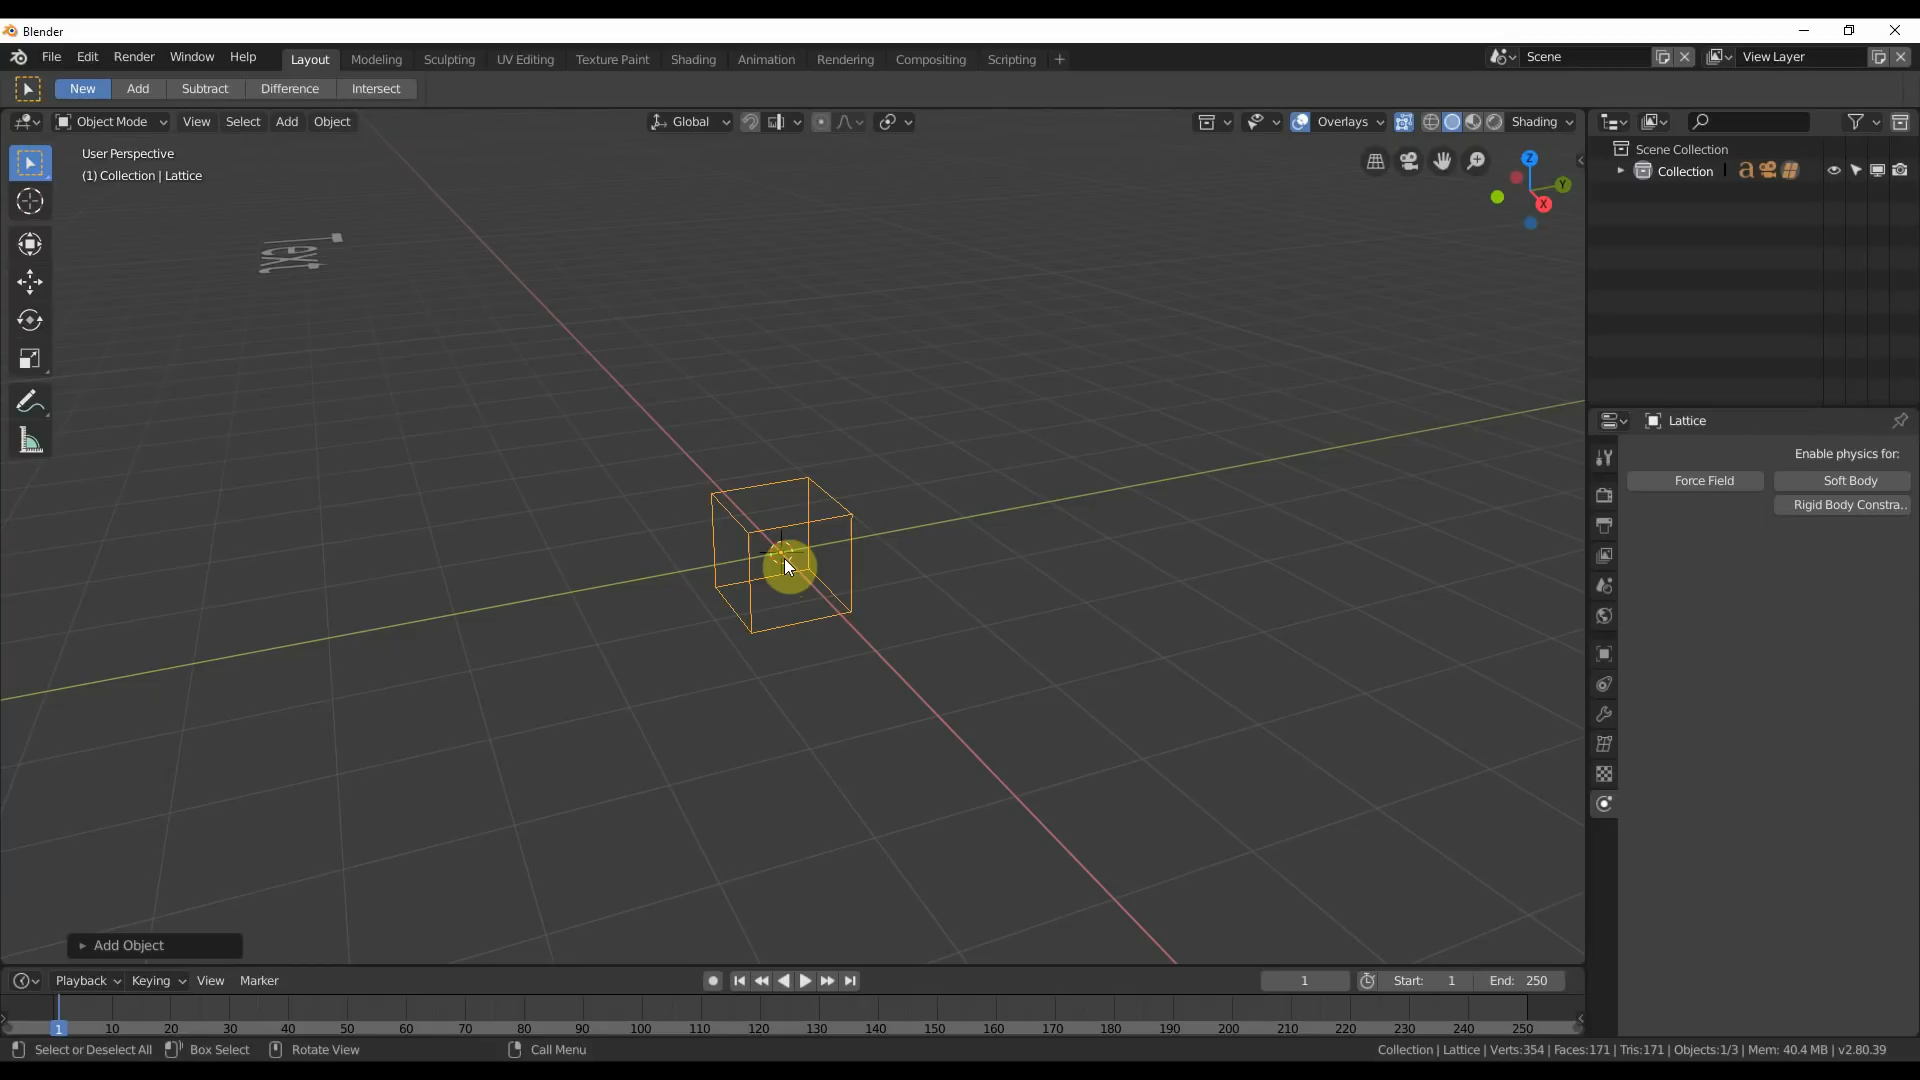 Blender
File Edit Render Window Help Layout Modeling Sculpting UV Editing Texture Paint Shading Animation Rendering Compositing Scripting + Scene View Layer
New Add Subtract Difference Intersect
Object Mode View Select Add Object Global Overlays Shading
User Perspective
(1) Collection | Lattice
Z
Y
X
Scene Collection
Collection
Lattice
Enable physics for:
Force Field Soft Body
Rigid Body Constra..
Add Object
Playback Keying View Marker 1 Start: 1 End: 250
1 10 20 30 40 50 60 70 80 90 100 110 120 130 140 150 160 170 180 190 200 210 220 230 240 250
Select or Deselect All Box Select Rotate View Call Menu Collection | Lattice | Verts:354 | Faces:171 | Tris:171 | Objects:1/3 | Mem: 40.4 MB | v2.80.39